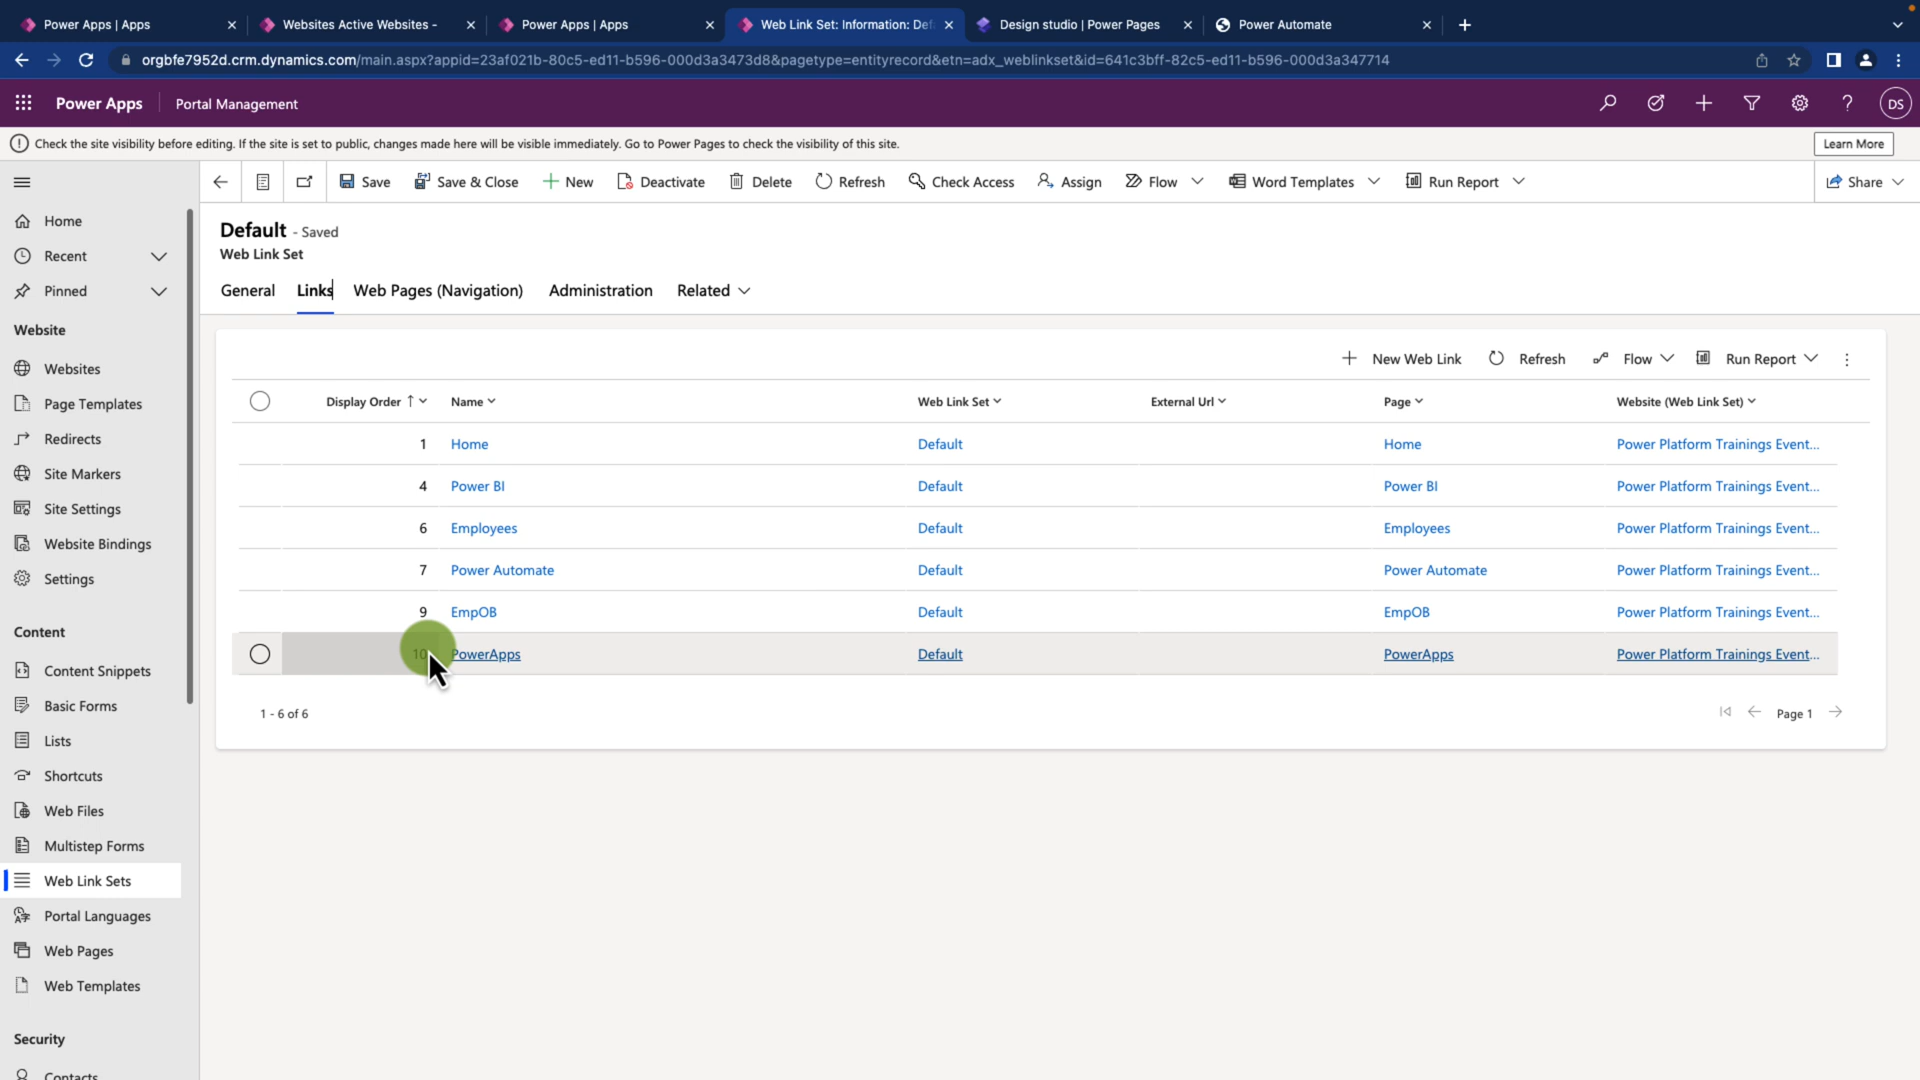 Power Apps | Apps
Websites Active Websites -
Power Apps | Apps
Web Link Set: Information: Def
Design studio | Power Pages
Power Automate
orgbfe7952d.crm.dynamics.com/main.aspx?appid=23af021b-80c5-ed11-b596-000d3a3473d8&pagetype=entityrecord&etn=adx_weblinkset&id=641c3bff-82c5-ed11-b596-000d3a347714
Power Apps
Portal Management
DS
Check the site visibility before editing. If the site is set to public, changes made here will be visible immediately. Go to Power Pages to check the visibility of this site.
Learn More
Save
Save & Close
New
Deactivate
Delete
Refresh
Check Access
Assign
Flow
Word Templates
Run Report
Share
Home
Recent
Pinned
Website
Websites
Page Templates
Redirects
Site Markers
Site Settings
Website Bindings
Settings
Content
Content Snippets
Basic Forms
Lists
Shortcuts
Web Files
Multistep Forms
Web Link Sets
Portal Languages
Web Pages
Web Templates
Security
Contacts
Default - Saved
Web Link Set
General
Links
Web Pages (Navigation)
Administration
Related
New Web Link
Refresh
Flow
Run Report
Display Order ↑ Name Web Link Set External Url Page Website (Web Link Set)
1 Home Default Home Power Platform Trainings Event...
4 Power BI Default Power BI Power Platform Trainings Event...
6 Employees Default Employees Power Platform Trainings Event...
7 Power Automate Default Power Automate Power Platform Trainings Event...
9 EmpOB Default EmpOB Power Platform Trainings Event...
10 PowerApps Default PowerApps Power Platform Trainings Event...
1 - 6 of 6
Page 1